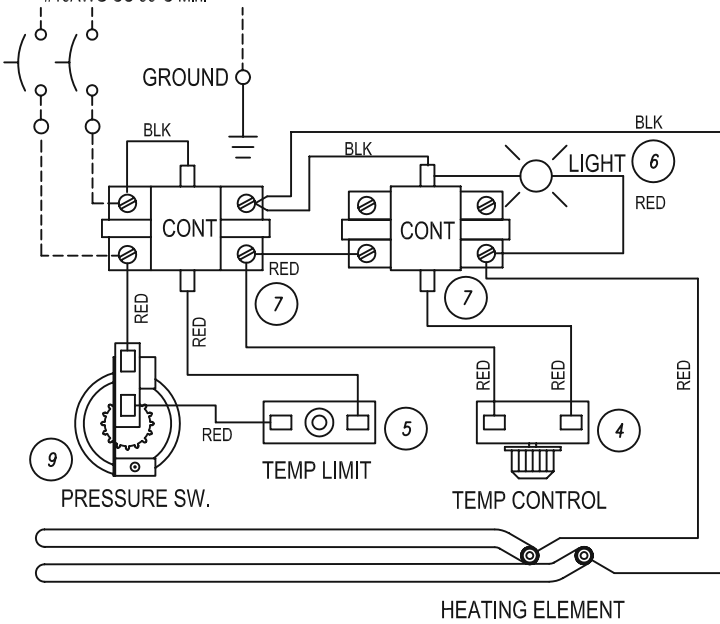 GROUND
BLK
BLK
BLK
LIGHT
6
RED
CONT
CONT
RED
7
7
RED
RED
RED
RED
RED
RED
5
4
9
TEMP LIMIT
PRESSURE SW.
TEMP CONTROL
HEATING ELEMENT